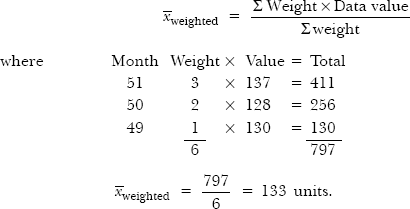 x̄weighted = Σ Weight × Data value / Σ weight
where Month Weight × Value = Total
51 3 × 137 = 411
50 2 × 128 = 256
49 1 × 130 = 130
6 797
x̄weighted = 797 / 6 = 133 units.